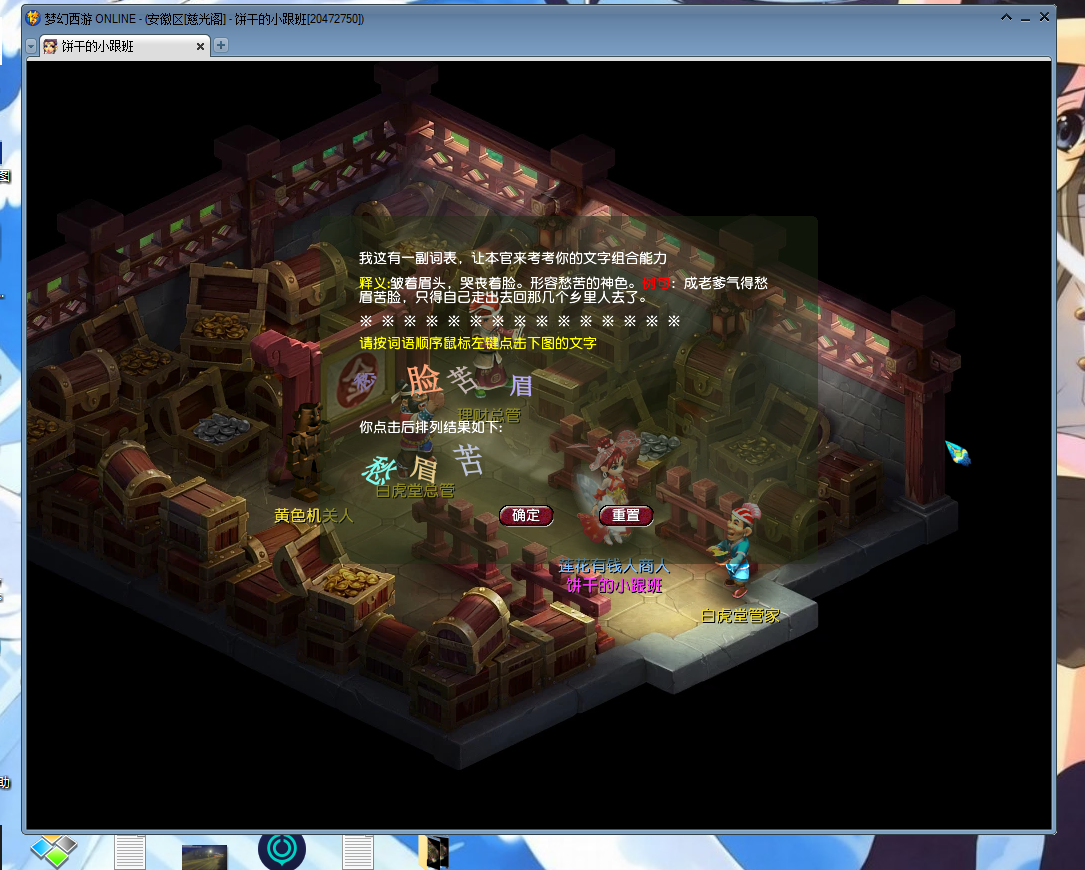 梦幻西游 ONLINE - (安徽区[慈光阁] - 饼干的小跟班[20472750])
饼干的小跟班
我这有一副词表，让本官来考考你的文字组合能力
释义:皱着眉头，哭丧着脸。形容愁苦的神色。例句：成老爹气得愁
眉苦脸，只得自己走出去回那几个乡里人去了。
※ ※ ※ ※ ※ ※ ※ ※ ※ ※ ※ ※ ※ ※ ※
请按词语顺序鼠标左键点击下图的文字
愁 脸 苦 眉
理财总管
你点击后排列结果如下:
愁 眉 苦
白虎堂总管
黄色机关人
确定 重置
莲花有钱人商人
饼干的小跟班
白虎堂管家
图
助